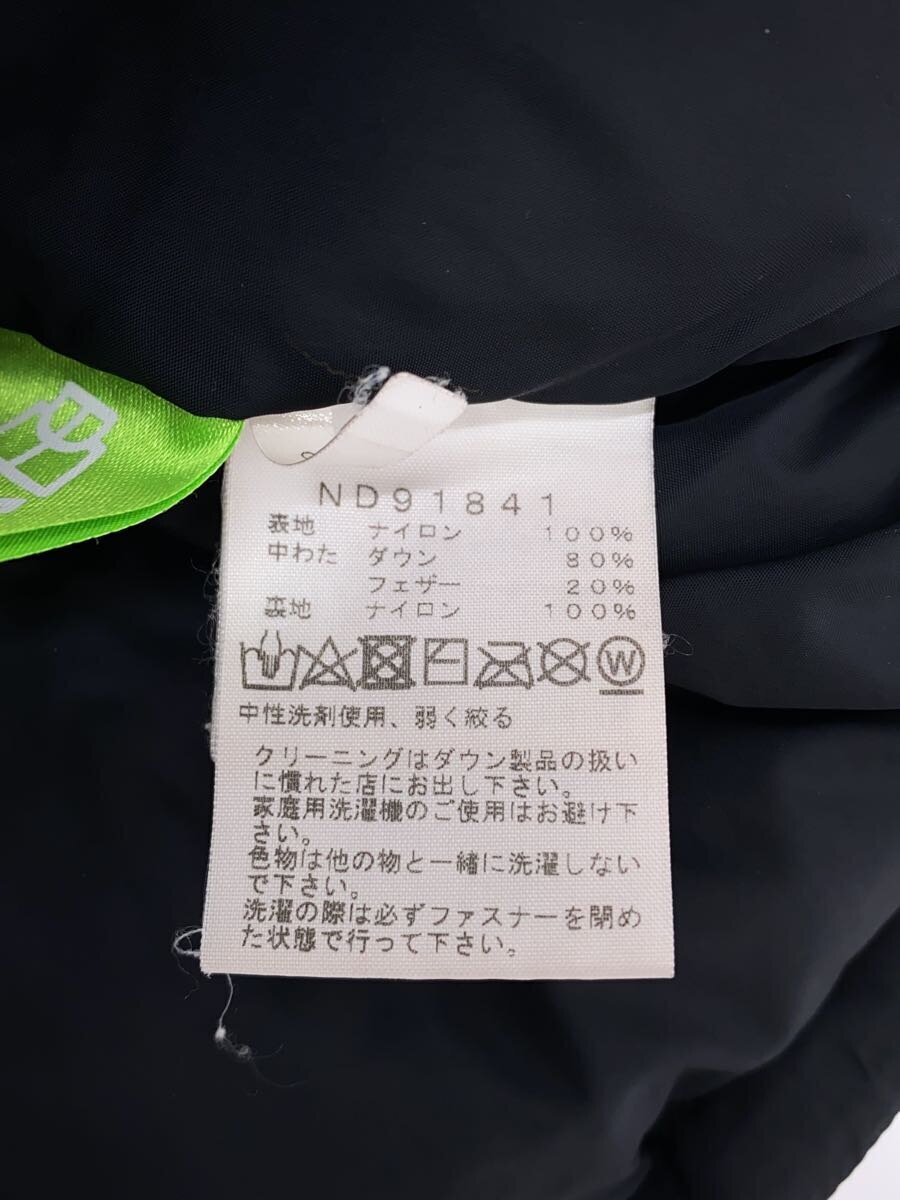 ND91841
表地 ナイロン 100%
中わた ダウン 80%
フェザー 20%
裏地 ナイロン 100%
W
中性洗剤使用、弱く絞る
クリーニングはダウン製品の扱い
に慣れた店にお出し下さい。
家庭用洗濯機のご使用はお避け下
さい。
色物は他の物と一緒に洗濯しない
で下さい。
洗濯の際は必ずファスナーを閉め
た状態で行って下さい。